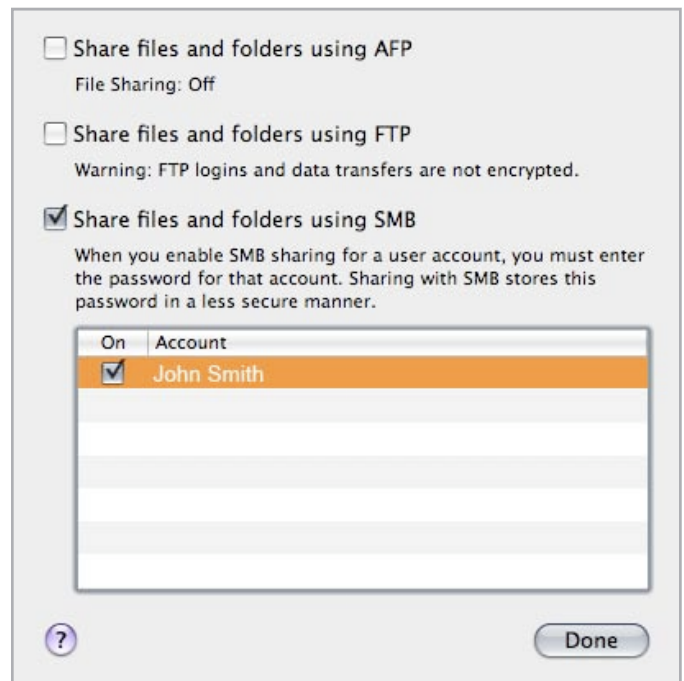 Share files and folders using AFP
File Sharing: Off
Share files and folders using FTP
Warning: FTP logins and data transfers are not encrypted.
Share files and folders using SMB
When you enable SMB sharing for a user account, you must enter
the password for that account. Sharing with SMB stores this
password in a less secure manner.
On Account
John Smith
? Done